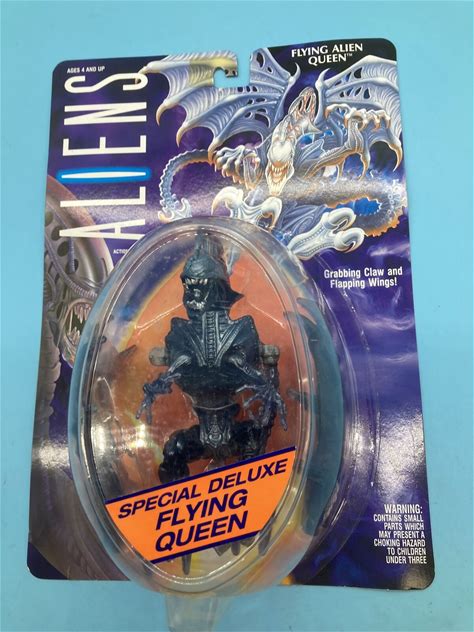 AGES 4 AND UP
FLYING ALIEN
QUEEN™
ALIENS
Grabbing Claw and
Flapping Wings!
SPECIAL DELUXE
FLYING
QUEEN
WARNING:
CONTAINS SMALL
PARTS WHICH
MAY PRESENT A
CHOKING HAZARD
TO CHILDREN
UNDER THREE